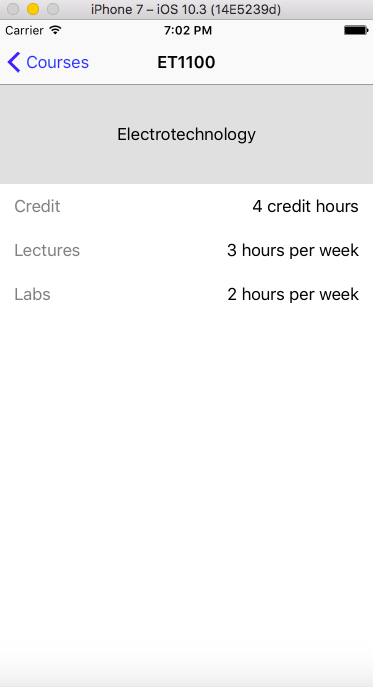 iPhone 7 – iOS 10.3 (14E5239d)
Carrier 7:02 PM
Courses ET1100
Electrotechnology
Credit 4 credit hours
Lectures 3 hours per week
Labs 2 hours per week